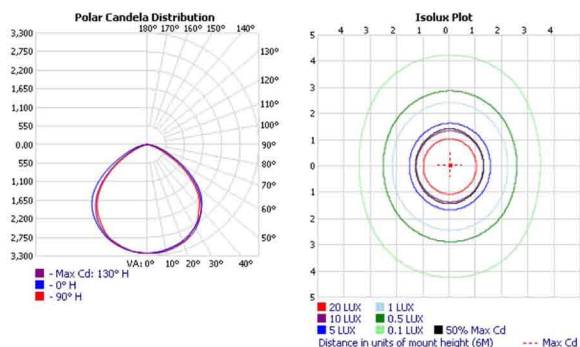 Polar Candela Distribution
3,300
2,750
2,200
1,650
1,100
550
0.00
550
1,100
1,650
2,200
2,750
3,300
180° 170° 160° 150° 140°
130°
120°
110°
100°
90°
80°
70°
60°
50°
VA: 0° 10° 20° 30° 40°
- Max Cd: 130° H
- 0° H
- 90° H
Isolux Plot
4 3 2 1 0 1 2 3 4
5
4
3
2
1
0
1
2
3
4
5
20 LUX 1 LUX
10 LUX 0.5 LUX
5 LUX 0.1 LUX 50% Max Cd
Distance in units of mount height (6M) Max Cd